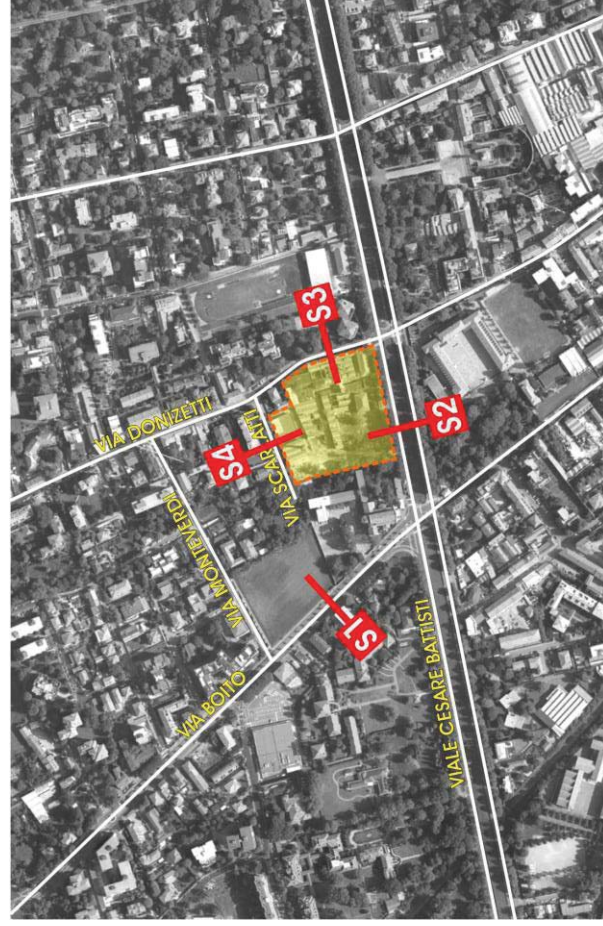 VIA DONIZETTI
S3
S4
VIA SCARLATTI
S2
VIA MONTEVERDI
S1
VIA BOITO
VIALE CESARE BATTISTI